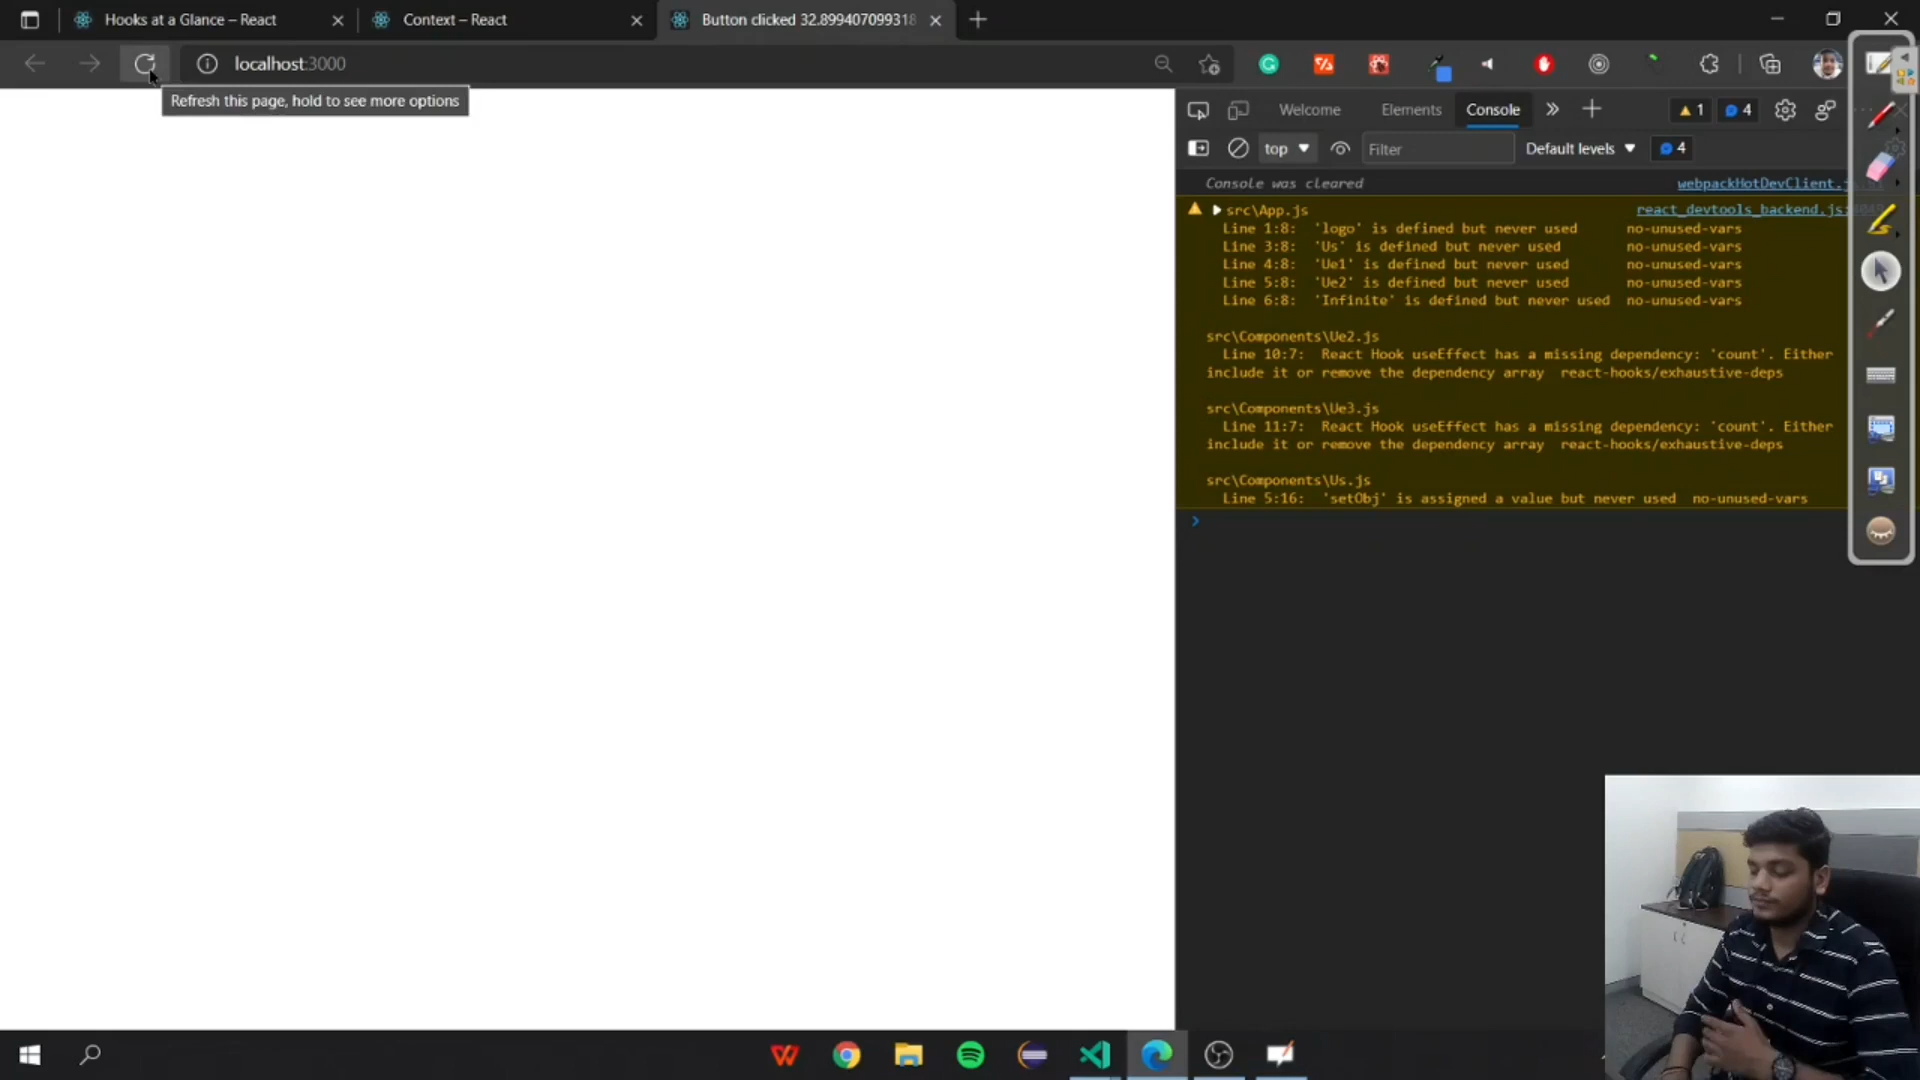 Hooks at a Glance – React
Context – React
Button clicked 32.899407099318
localhost:3000
Refresh this page, hold to see more options
Welcome
Elements
Console
1
4
top
Filter
Default levels
4
Console was cleared
webpackHotDevClient.
src\App.js
react_devtools_backend.js:
Line 1:8: 'logo' is defined but never used no-unused-vars
Line 3:8: 'Us' is defined but never used no-unused-vars
Line 4:8: 'Ue1' is defined but never used no-unused-vars
Line 5:8: 'Ue2' is defined but never used no-unused-vars
Line 6:8: 'Infinite' is defined but never used no-unused-vars
src\Components\Ue2.js
Line 10:7: React Hook useEffect has a missing dependency: 'count'. Either
include it or remove the dependency array react-hooks/exhaustive-deps
src\Components\Ue3.js
Line 11:7: React Hook useEffect has a missing dependency: 'count'. Either
include it or remove the dependency array react-hooks/exhaustive-deps
src\Components\Us.js
Line 5:16: 'setObj' is assigned a value but never used no-unused-vars